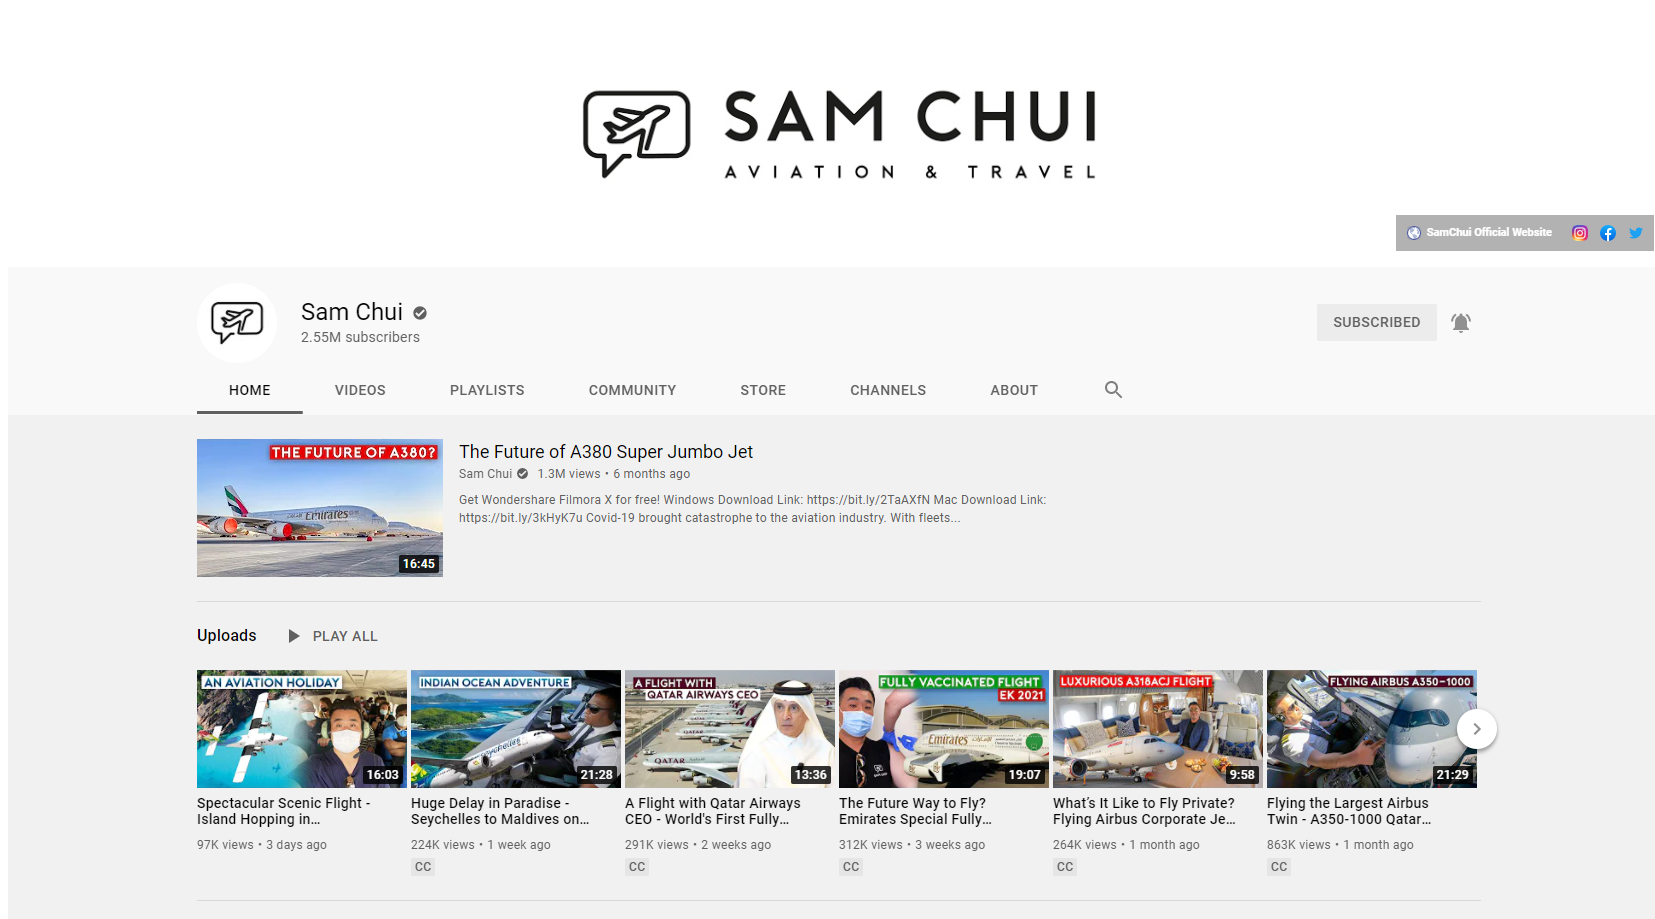 SAM CHUI
AVIATION & TRAVEL
SamChui Official Website
Sam Chui
2.55M subscribers
SUBSCRIBED
HOME VIDEOS PLAYLISTS COMMUNITY STORE CHANNELS ABOUT
THE FUTURE OF A380?
Emirates
16:45
The Future of A380 Super Jumbo Jet
Sam Chui 1.3M views • 6 months ago
Get Wondershare Filmora X for free! Windows Download Link: https://bit.ly/2TaAXfN Mac Download Link:
https://bit.ly/3kHyK7u Covid-19 brought catastrophe to the aviation industry. With fleets...
Uploads PLAY ALL
AN AVIATION HOLIDAY
16:03
Spectacular Scenic Flight -
Island Hopping in...
97K views • 3 days ago
INDIAN OCEAN ADVENTURE
seychelles
21:28
Huge Delay in Paradise -
Seychelles to Maldives on...
224K views • 1 week ago
CC
A FLIGHT WITH
QATAR AIRWAYS CEO
QATAR
QATAR
13:36
A Flight with Qatar Airways
CEO - World's First Fully...
291K views • 2 weeks ago
CC
FULLY VACCINATED FLIGHT
EK 2021
Emirates
19:07
The Future Way to Fly?
Emirates Special Fully...
312K views • 3 weeks ago
CC
LUXURIOUS A318ACJ FLIGHT
9:58
What's It Like to Fly Private?
Flying Airbus Corporate Je...
264K views • 1 month ago
CC
FLYING AIRBUS A350-1000
21:29
Flying the Largest Airbus
Twin - A350-1000 Qatar...
863K views • 1 month ago
CC